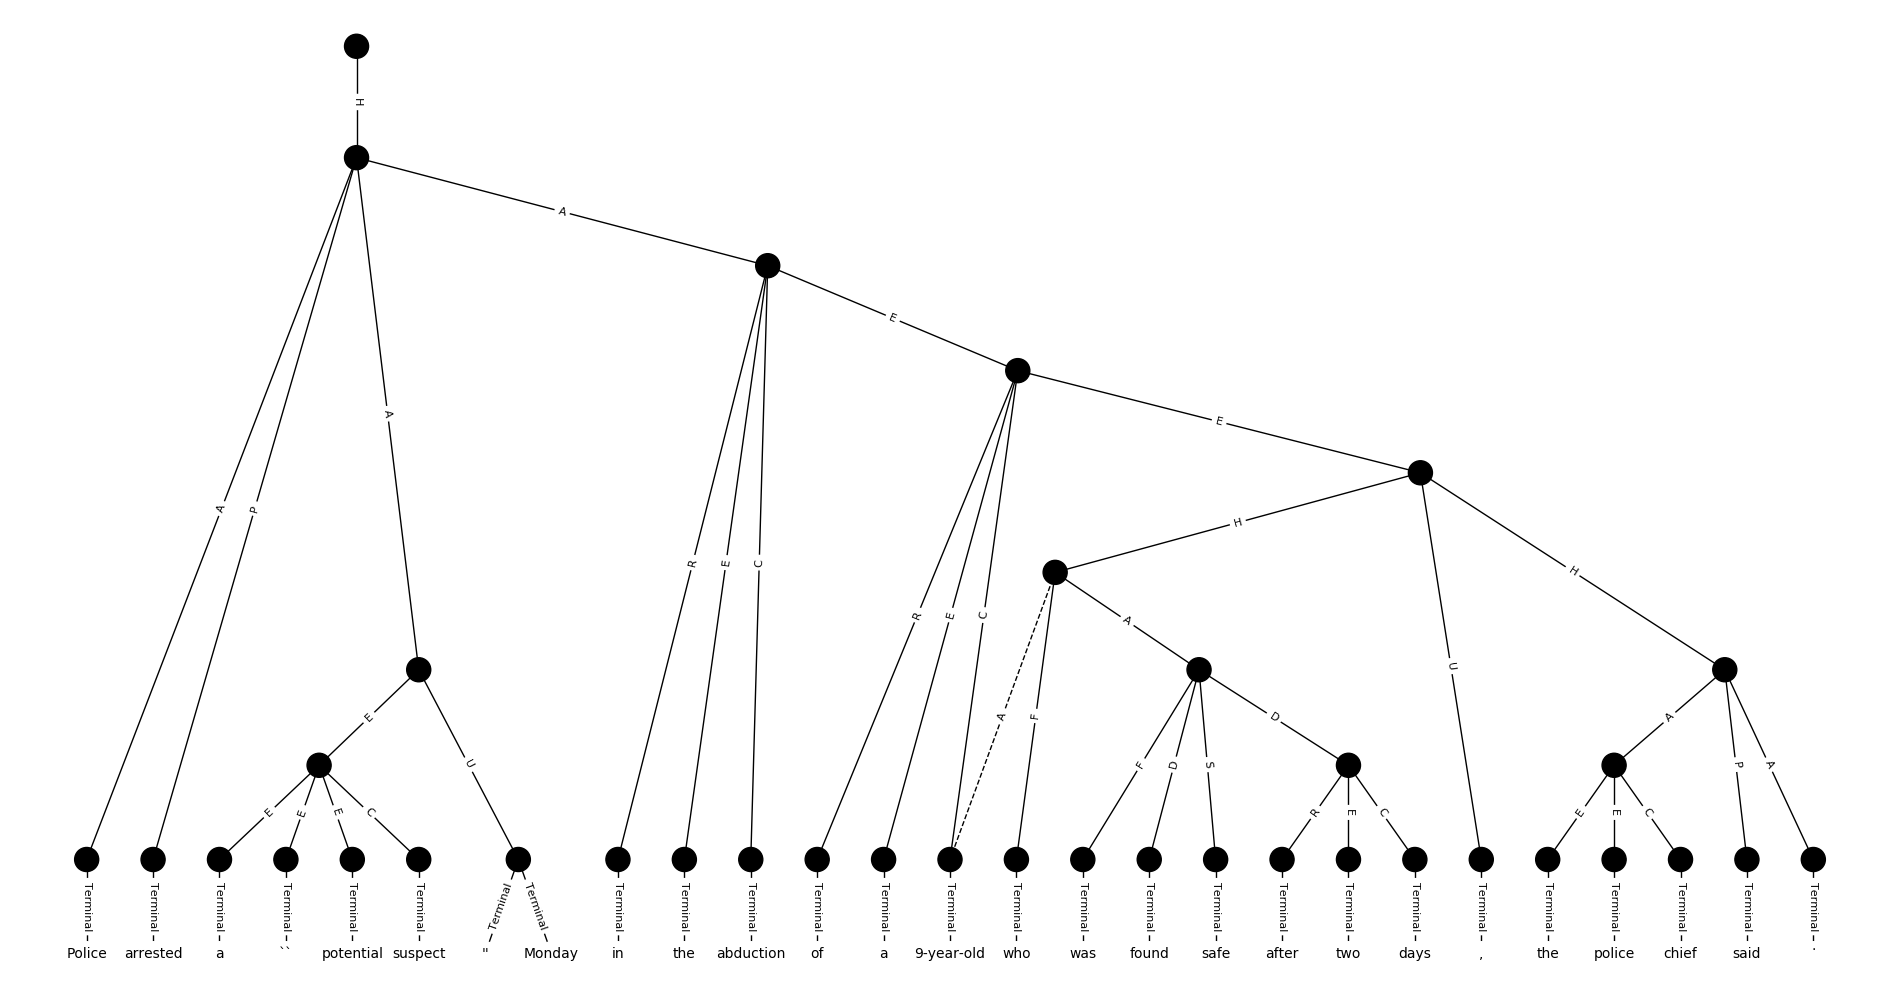 H
A
E
E
A
H
H
A
P
R
E
C
R
E
C
A
U
E
U
A
F
D
A
F
D
S
P
A
E
E
E
C
R
E
C
E
E
C
Terminal Terminal Terminal Terminal Terminal Terminal Terminal Terminal Terminal Terminal Terminal Terminal Terminal Terminal Terminal Terminal Terminal Terminal Terminal Terminal Terminal Terminal Terminal Terminal Terminal Terminal Terminal
Police arrested a `` potential suspect " Monday in the abduction of a 9-year-old who was found safe after two days , the police chief said .